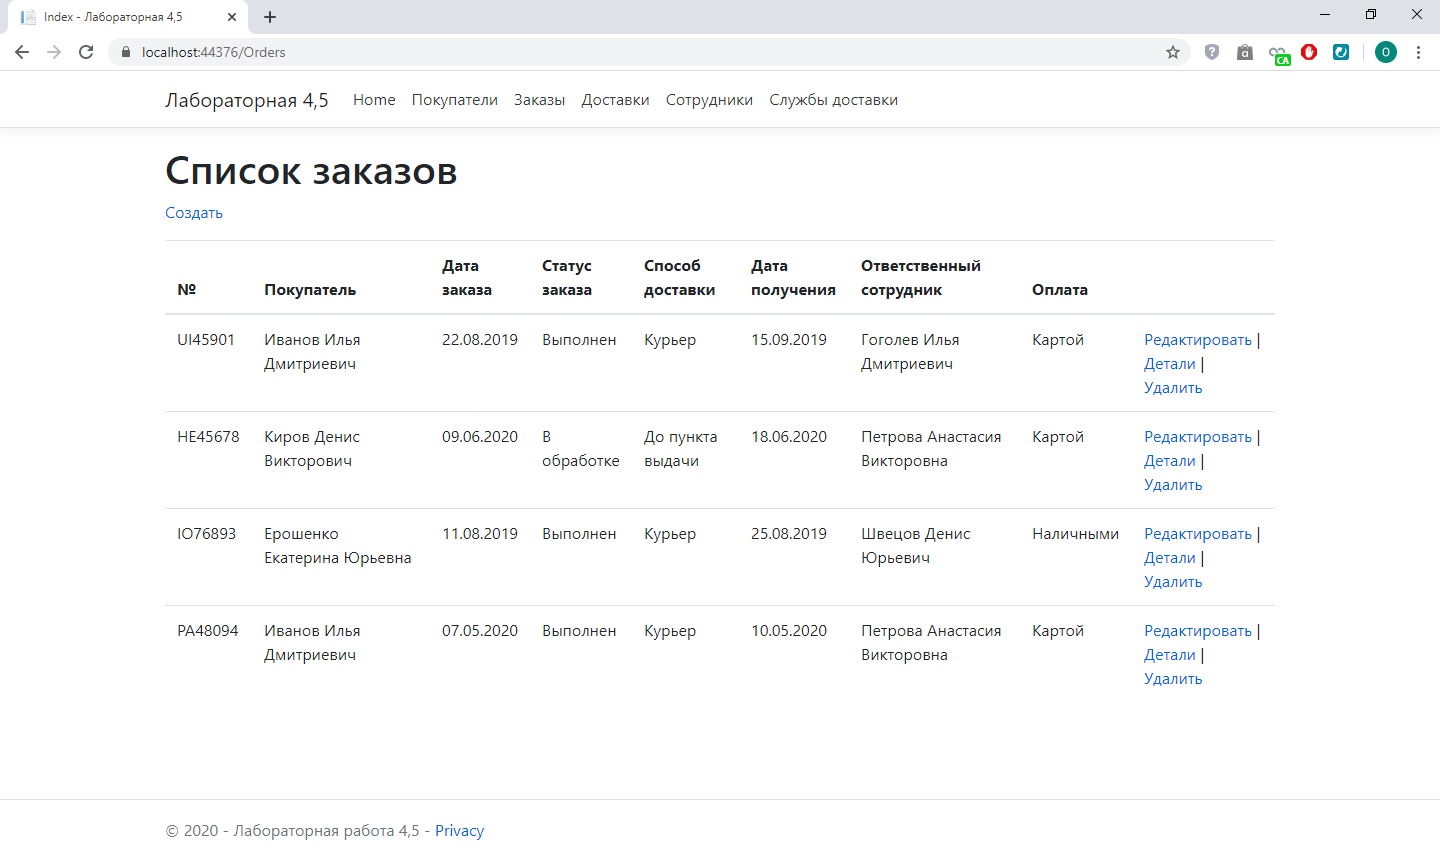 Index - Лабораторная 4,5
localhost:44376/Orders
Лабораторная 4,5 Home Покупатели Заказы Доставки Сотрудники Службы доставки
Список заказов
Создать
№ Покупатель Дата заказа Статус заказа Способ доставки Дата получения Ответственный сотрудник Оплата
UI45901 Иванов Илья Дмитриевич 22.08.2019 Выполнен Курьер 15.09.2019 Гоголев Илья Дмитриевич Картой Редактировать | Детали | Удалить
HE45678 Киров Денис Викторович 09.06.2020 В обработке До пункта выдачи 18.06.2020 Петрова Анастасия Викторовна Картой Редактировать | Детали | Удалить
IO76893 Ерошенко Екатерина Юрьевна 11.08.2019 Выполнен Курьер 25.08.2019 Швецов Денис Юрьевич Наличными Редактировать | Детали | Удалить
PA48094 Иванов Илья Дмитриевич 07.05.2020 Выполнен Курьер 10.05.2020 Петрова Анастасия Викторовна Картой Редактировать | Детали | Удалить
© 2020 - Лабораторная работа 4,5 - Privacy